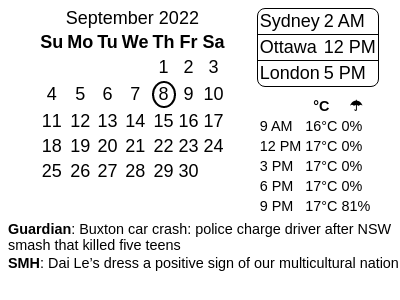 September 2022
Su Mo Tu We Th Fr Sa
1 2 3
4 5 6 7 8 9 10
11 12 13 14 15 16 17
18 19 20 21 22 23 24
25 26 27 28 29 30
Sydney 2 AM
Ottawa 12 PM
London 5 PM
°C ☂
9 AM 16°C 0%
12 PM 17°C 0%
3 PM 17°C 0%
6 PM 17°C 0%
9 PM 17°C 81%
Guardian: Buxton car crash: police charge driver after NSW
smash that killed five teens
SMH: Dai Le’s dress a positive sign of our multicultural nation